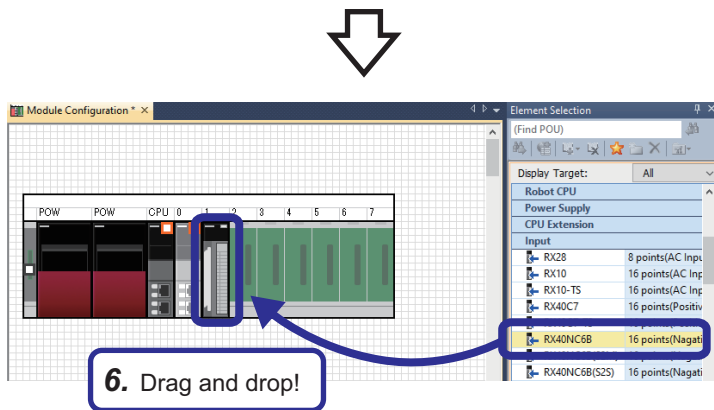 Module Configuration * ×
Element Selection
(Find POU)
Display Target: All
Robot CPU
Power Supply
CPU Extension
Input
RX28 8 points(AC Inpu
RX10 16 points(AC Inp
RX10-TS 16 points(AC Inp
RX40C7 16 points(Positiv
RX40NC6B 16 points(Nagati
RX40NC6B(S2S) 16 points(Nagati
POW POW CPU 0 1 2 3 4 5 6 7
6. Drag and drop!